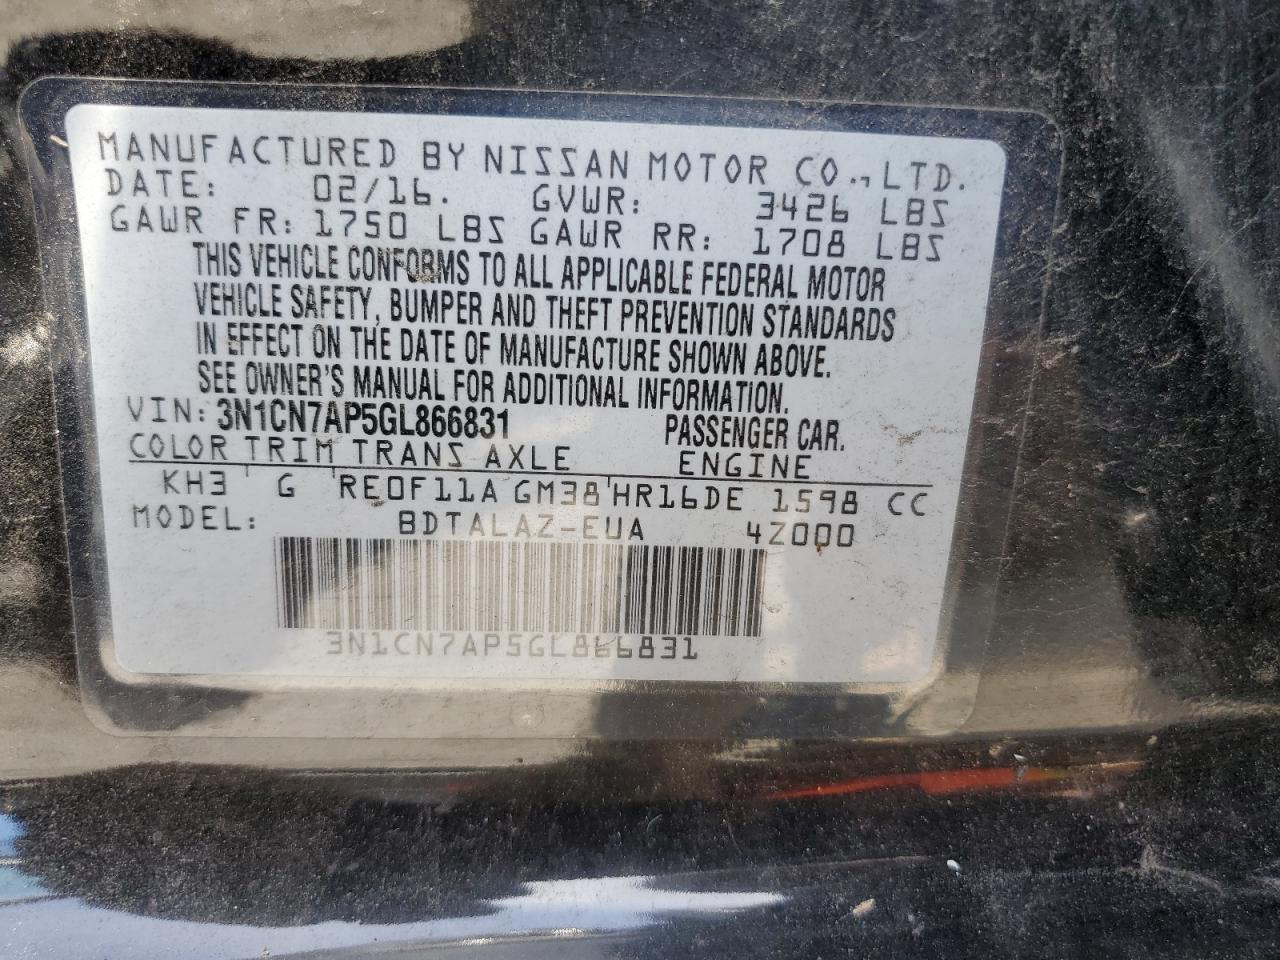 MANUFACTURED BY NISSAN MOTOR CO., LTD.
DATE: 02/16. GVWR: 3426 LBS
GAWR FR: 1750 LBS GAWR RR: 1708 LBS
THIS VEHICLE CONFORMS TO ALL APPLICABLE FEDERAL MOTOR
VEHICLE SAFETY, BUMPER AND THEFT PREVENTION STANDARDS
IN EFFECT ON THE DATE OF MANUFACTURE SHOWN ABOVE.
SEE OWNER'S MANUAL FOR ADDITIONAL INFORMATION.
VIN: 3N1CN7AP5GL866831 PASSENGER CAR.
COLOR TRIM TRANS AXLE ENGINE
KH3 G RE0F11A GM38 HR16DE 1598 CC
MODEL: BDTALAZ-EUA 4Z000
3N1CN7AP5GL866831